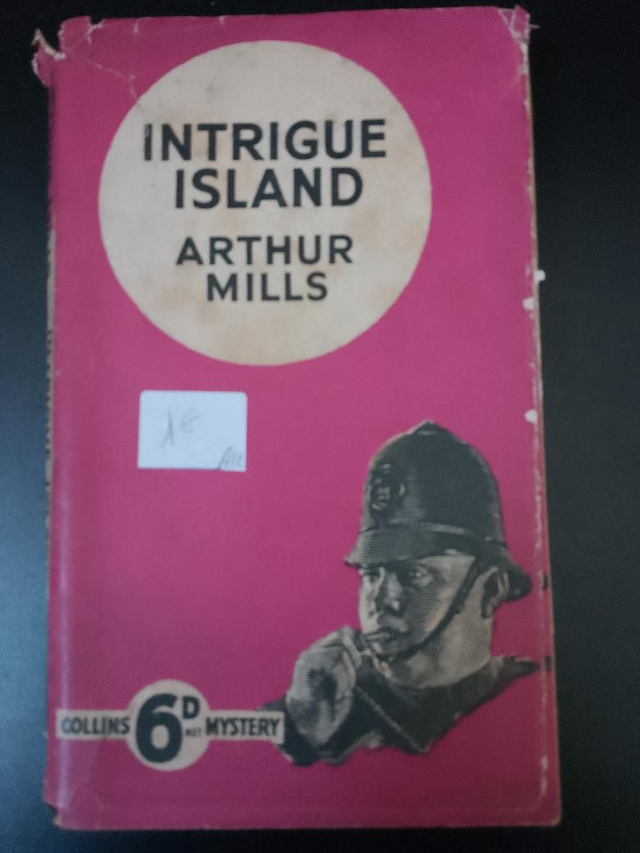 INTRIGUE
ISLAND
ARTHUR
MILLS
1€
COLLINS 6D NET MYSTERY